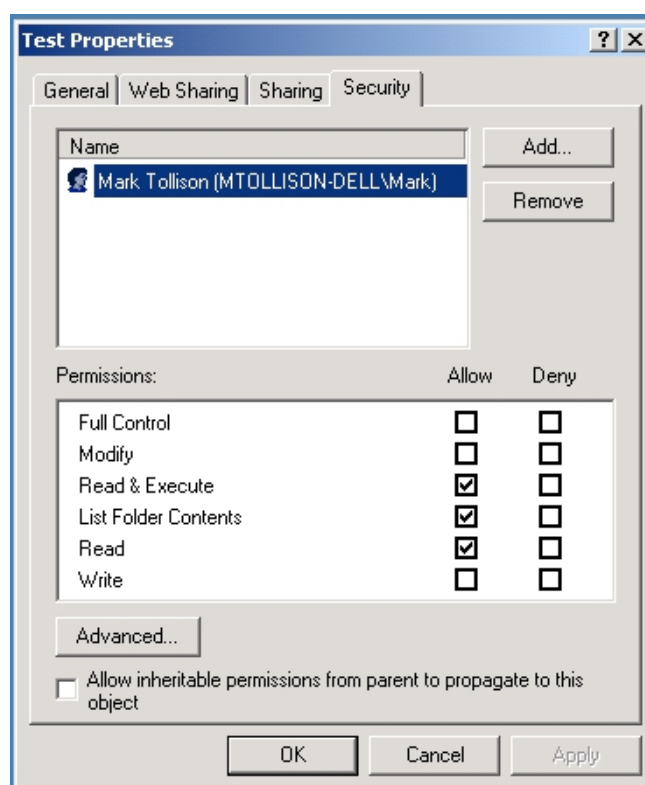 Test Properties
General Web Sharing Sharing Security
Name
Add...
Mark Tollison (MTOLLISON-DELL\Mark)
Remove
Permissions: Allow Deny
Full Control
Modify
Read & Execute
List Folder Contents
Read
Write
Advanced...
Allow inheritable permissions from parent to propagate to this
object
OK Cancel Apply